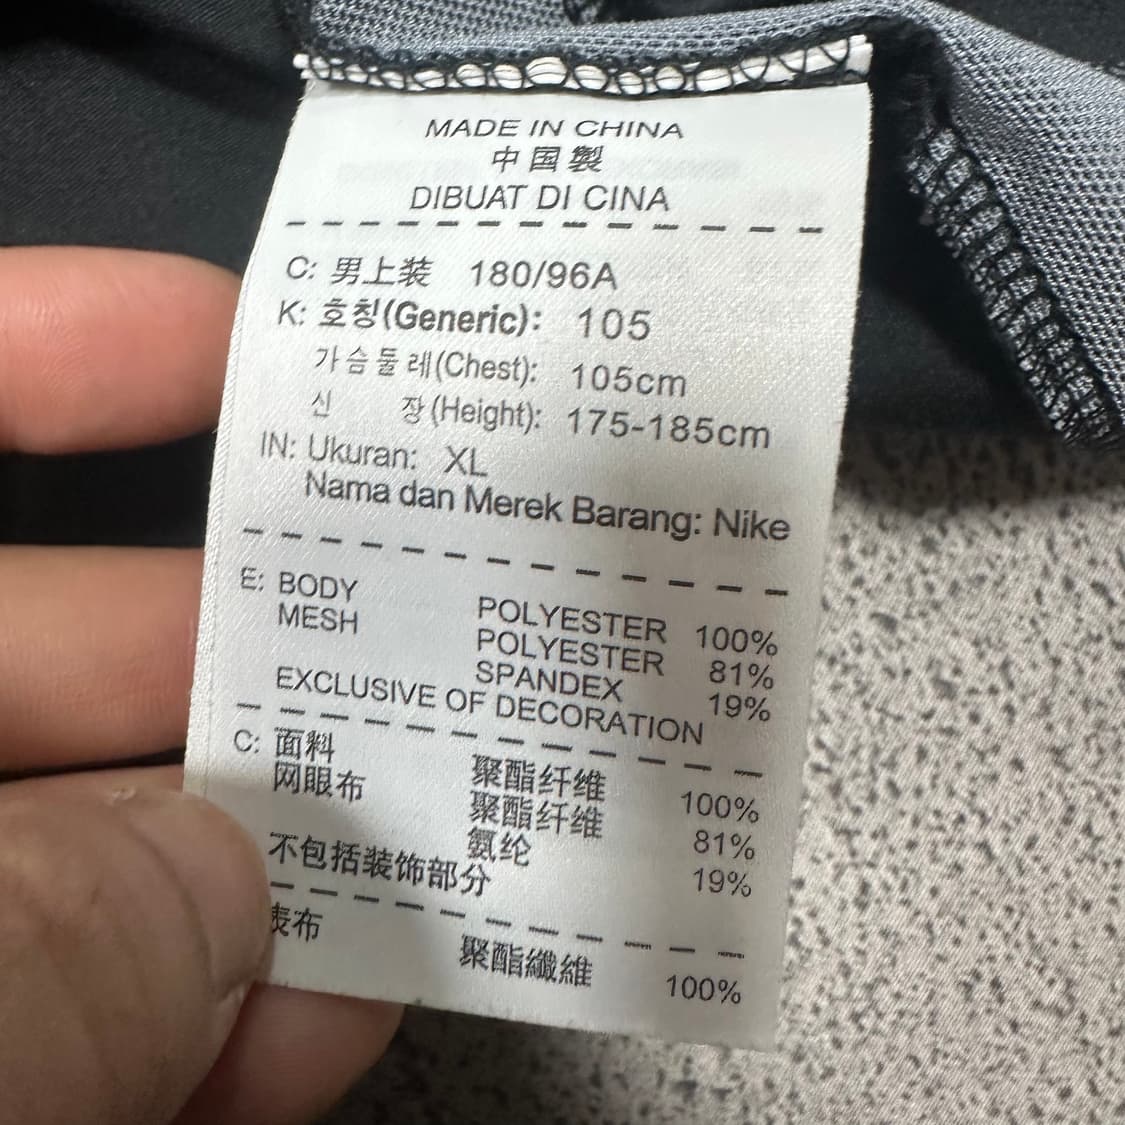 MADE IN CHINA
中国製
DIBUAT DI CINA
C: 男上装 180/96A
K: 호칭(Generic): 105
가슴둘레(Chest): 105cm
신 장(Height): 175-185cm
IN: Ukuran: XL
Nama dan Merek Barang: Nike
E: BODY POLYESTER 100%
MESH POLYESTER 81%
SPANDEX 19%
EXCLUSIVE OF DECORATION
C: 面料 聚酯纤维 100%
网眼布 聚酯纤维 81%
氨纶 19%
不包括装饰部分
表布 聚酯纖維 100%